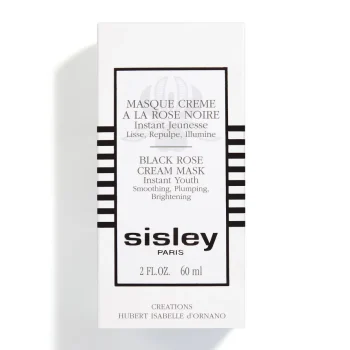 MASQUE CREME
A LA ROSE NOIRE
Instant Jeunesse
Lisse, Repulpe, Illumine
BLACK ROSE
CREAM MASK
Instant Youth
Smoothing, Plumping,
Brightening
sisley
PARIS
2 FL.OZ. 60 ml
CREATIONS
HUBERT ISABELLE d'ORNANO